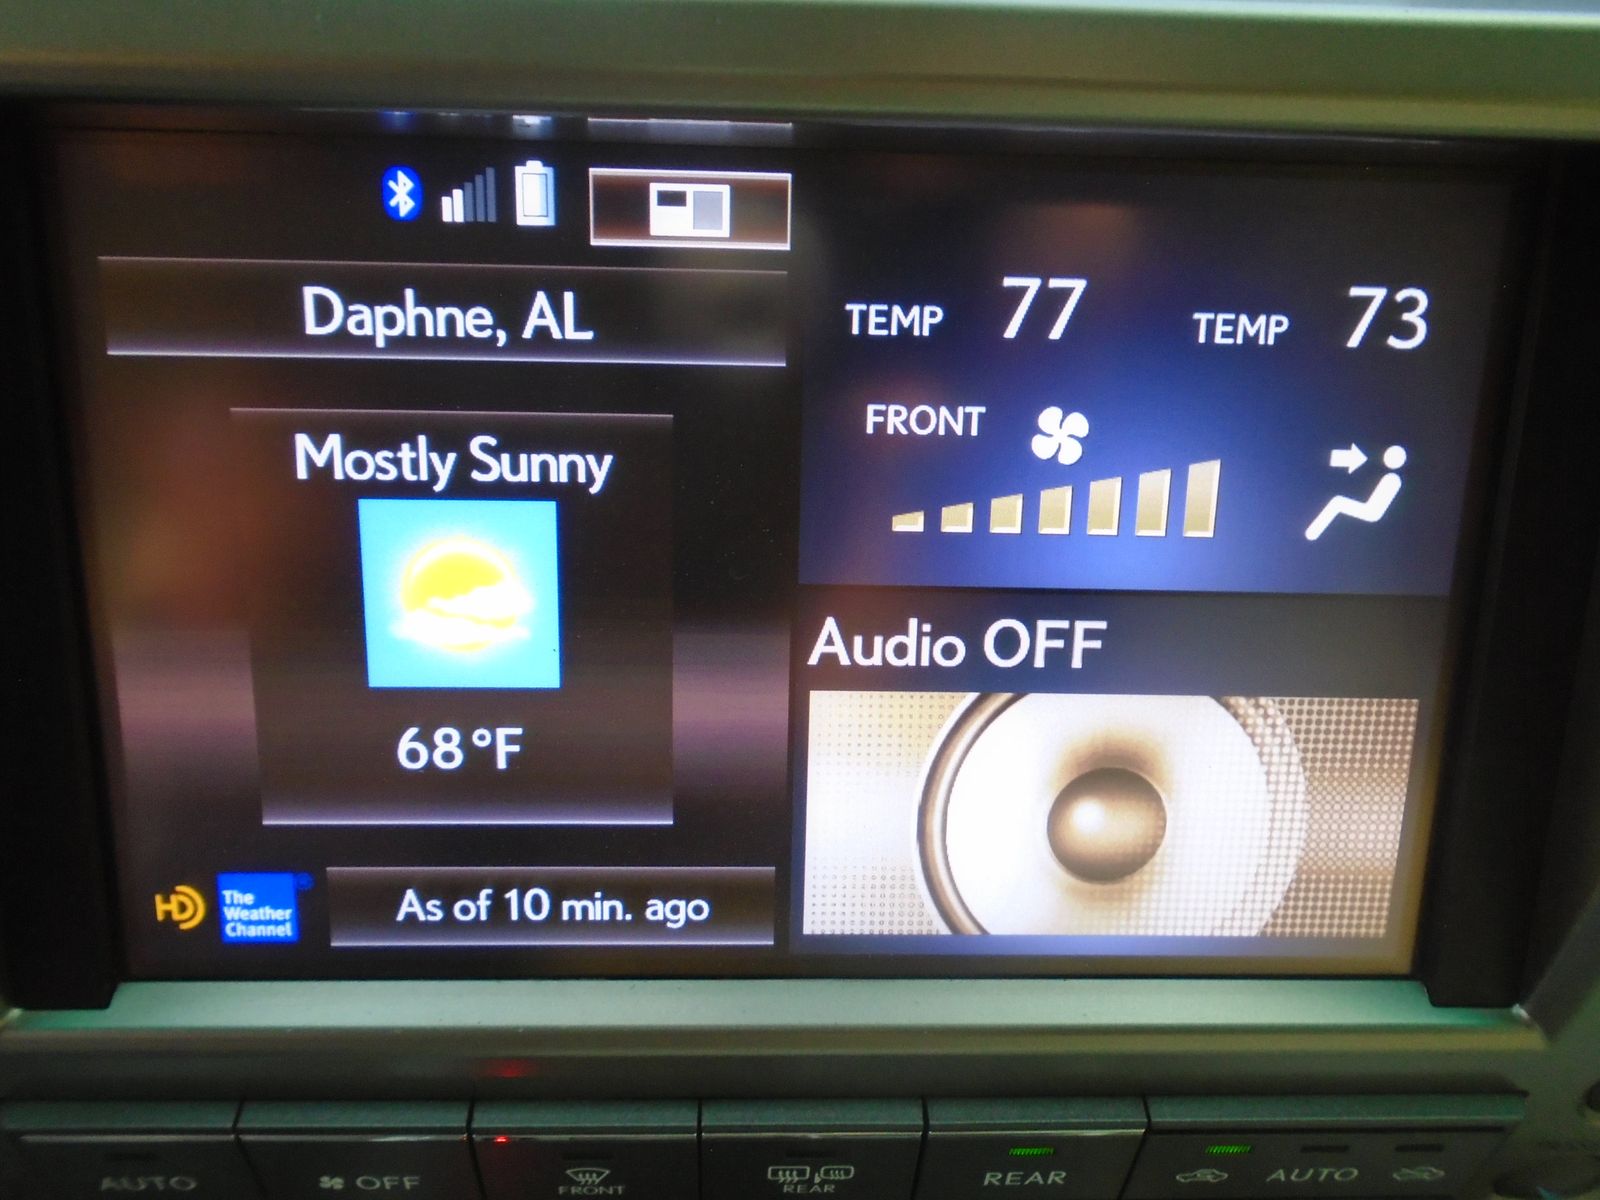 Daphne, AL
Mostly Sunny
68°F
HD
The
Weather
Channel
As of 10 min. ago
TEMP 77 TEMP 73
FRONT
Audio OFF
AUTO
OFF
FRONT
REAR
REAR
AUTO